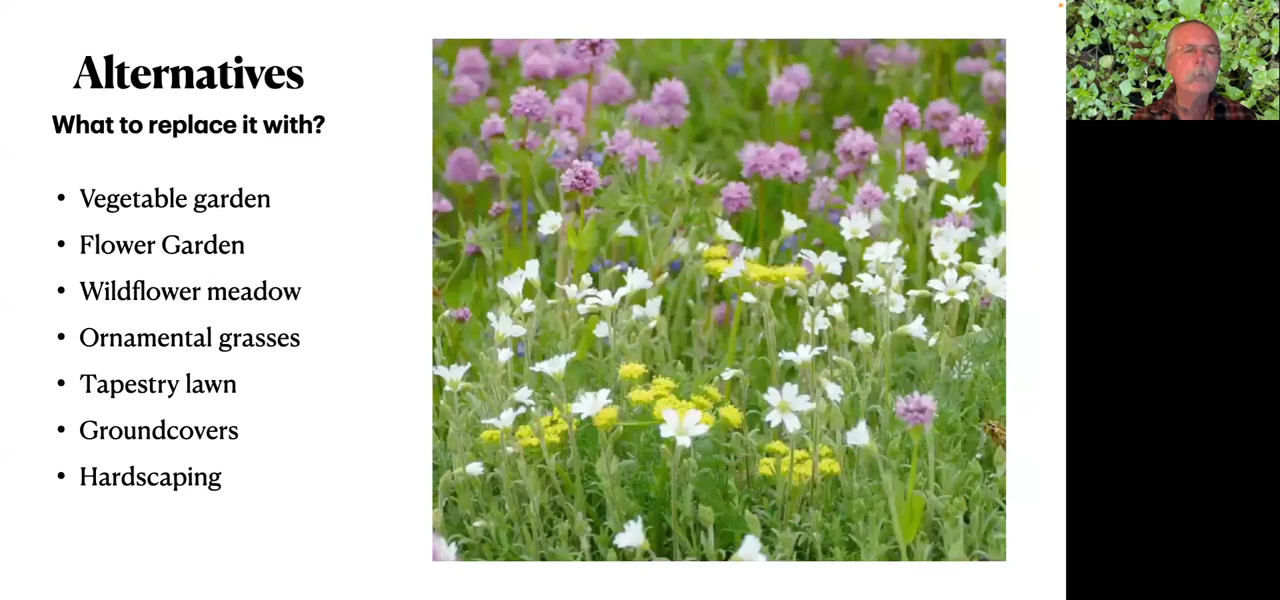 Alternatives
What to replace it with?
• Vegetable garden
• Flower Garden
• Wildflower meadow
• Ornamental grasses
• Tapestry lawn
• Groundcovers
• Hardscaping